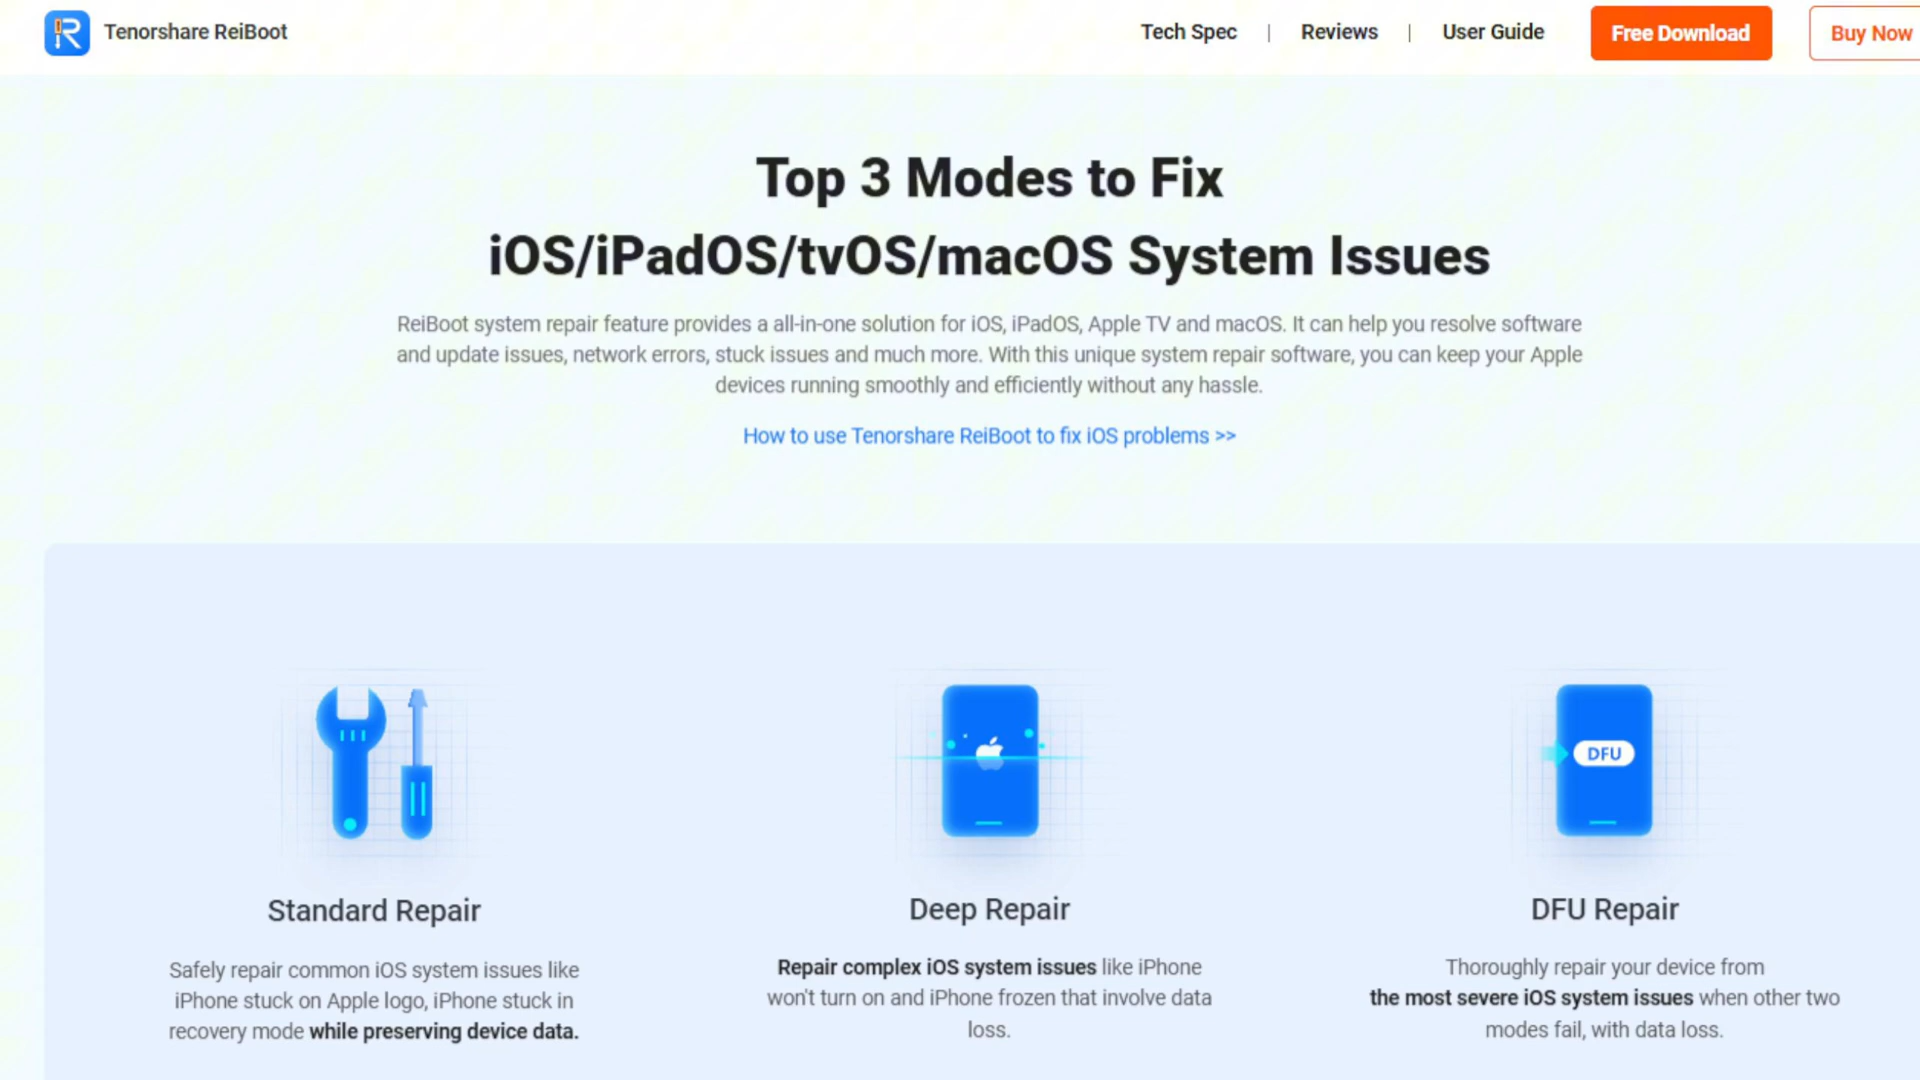 Tenorshare ReiBoot
Tech Spec | Reviews | User Guide
Free Download
Buy Now
Top 3 Modes to Fix
iOS/iPadOS/tvOS/macOS System Issues
ReiBoot system repair feature provides a all-in-one solution for iOS, iPadOS, Apple TV and macOS. It can help you resolve software
and update issues, network errors, stuck issues and much more. With this unique system repair software, you can keep your Apple
devices running smoothly and efficiently without any hassle.
How to use Tenorshare ReiBoot to fix iOS problems >>
DFU
Standard Repair
Safely repair common iOS system issues like
iPhone stuck on Apple logo, iPhone stuck in
recovery mode while preserving device data.
Deep Repair
Repair complex iOS system issues like iPhone
won't turn on and iPhone frozen that involve data
loss.
DFU Repair
Thoroughly repair your device from
the most severe iOS system issues when other two
modes fail, with data loss.